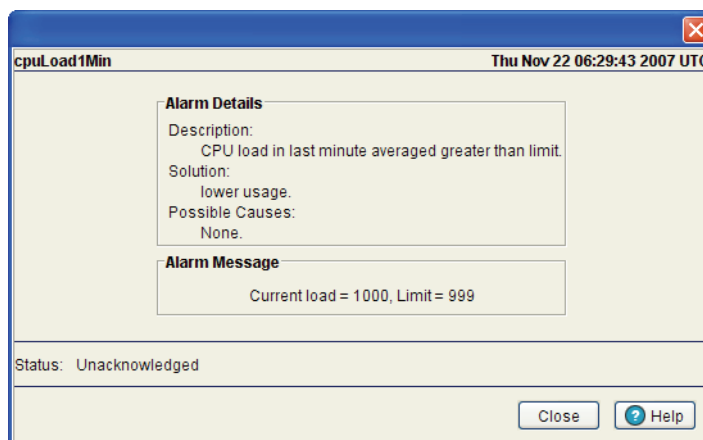 cpuLoad1Min
Thu Nov 22 06:29:43 2007 UTC
Alarm Details
Description:
CPU load in last minute averaged greater than limit.
Solution:
lower usage.
Possible Causes:
None.
Alarm Message
Current load = 1000, Limit = 999
Status: Unacknowledged
Close
Help